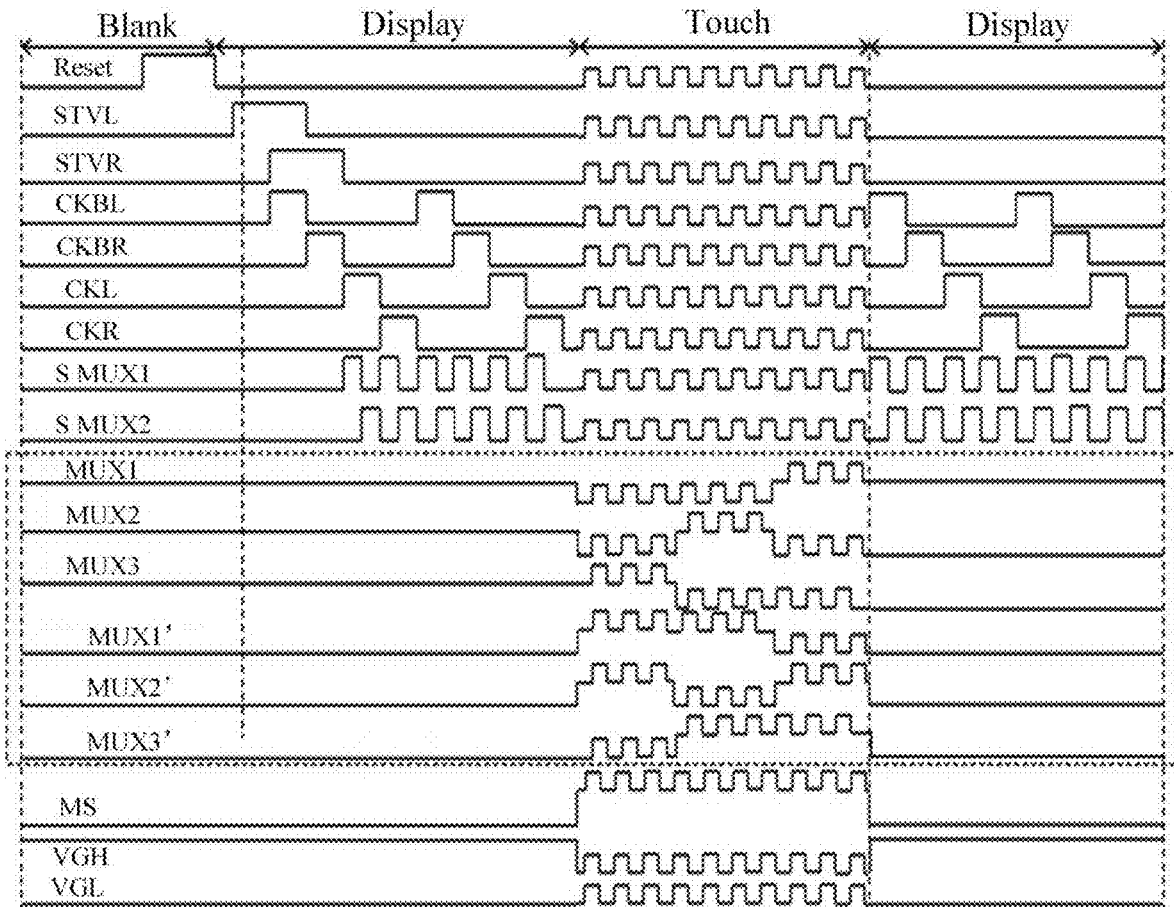 Blank Display Touch Display
Reset
STVL
STVR
CKBL
CKBR
CKL
CKR
S MUX1
S MUX2
MUX1
MUX2
MUX3
MUX1'
MUX2'
MUX3'
MS
VGH
VGL